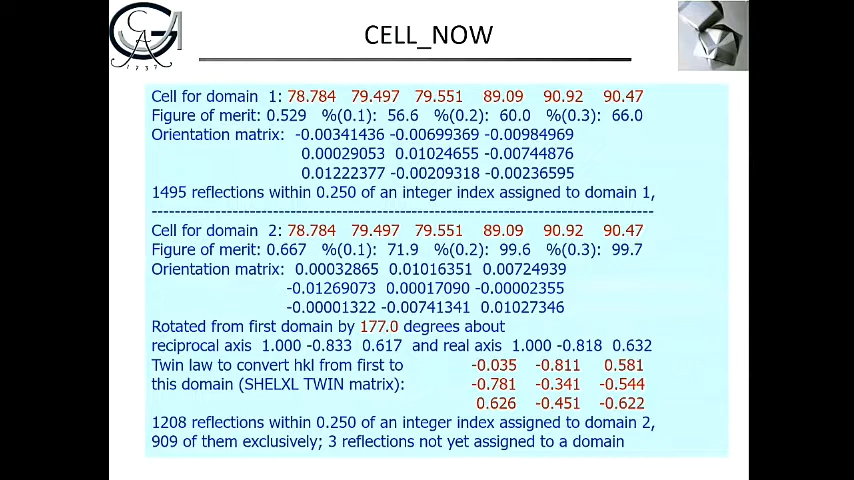 CELL_NOW
Cell for domain 1: 78.784 79.497 79.551 89.09 90.92 90.47
Figure of merit: 0.529 %(0.1): 56.6 %(0.2): 60.0 %(0.3): 66.0
Orientation matrix: -0.00341436 -0.00699369 -0.00984969
0.00029053 0.01024655 -0.00744876
0.01222377 -0.00209318 -0.00236595
1495 reflections within 0.250 of an integer index assigned to domain 1,
--------------------------------------------------------------------------------------
Cell for domain 2: 78.784 79.497 79.551 89.09 90.92 90.47
Figure of merit: 0.667 %(0.1): 71.9 %(0.2): 99.6 %(0.3): 99.7
Orientation matrix: 0.00032865 0.01016351 0.00724939
-0.01269073 0.00017090 -0.00002355
-0.00001322 -0.00741341 0.01027346
Rotated from first domain by 177.0 degrees about
reciprocal axis 1.000 -0.833 0.617 and real axis 1.000 -0.818 0.632
Twin law to convert hkl from first to -0.035 -0.811 0.581
this domain (SHELXL TWIN matrix): -0.781 -0.341 -0.544
0.626 -0.451 -0.622
1208 reflections within 0.250 of an integer index assigned to domain 2,
909 of them exclusively; 3 reflections not yet assigned to a domain
GA
CA
1737